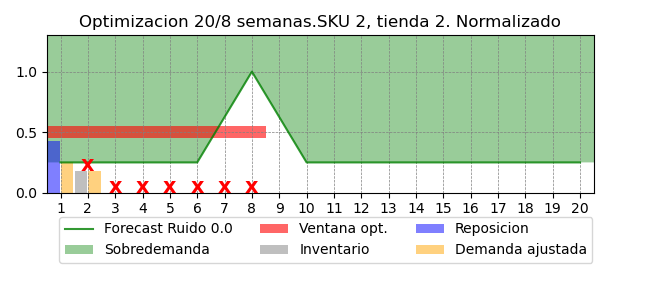 Optimizacion 20/8 semanas.SKU 2, tienda 2. Normalizado
1.0
0.5
0.0
X
X X X X X X
1 2 3 4 5 6 7 8 9 10 11 12 13 14 15 16 17 18 19 20
Forecast Ruido 0.0 Ventana opt. Reposicion
Sobredemanda Inventario Demanda ajustada